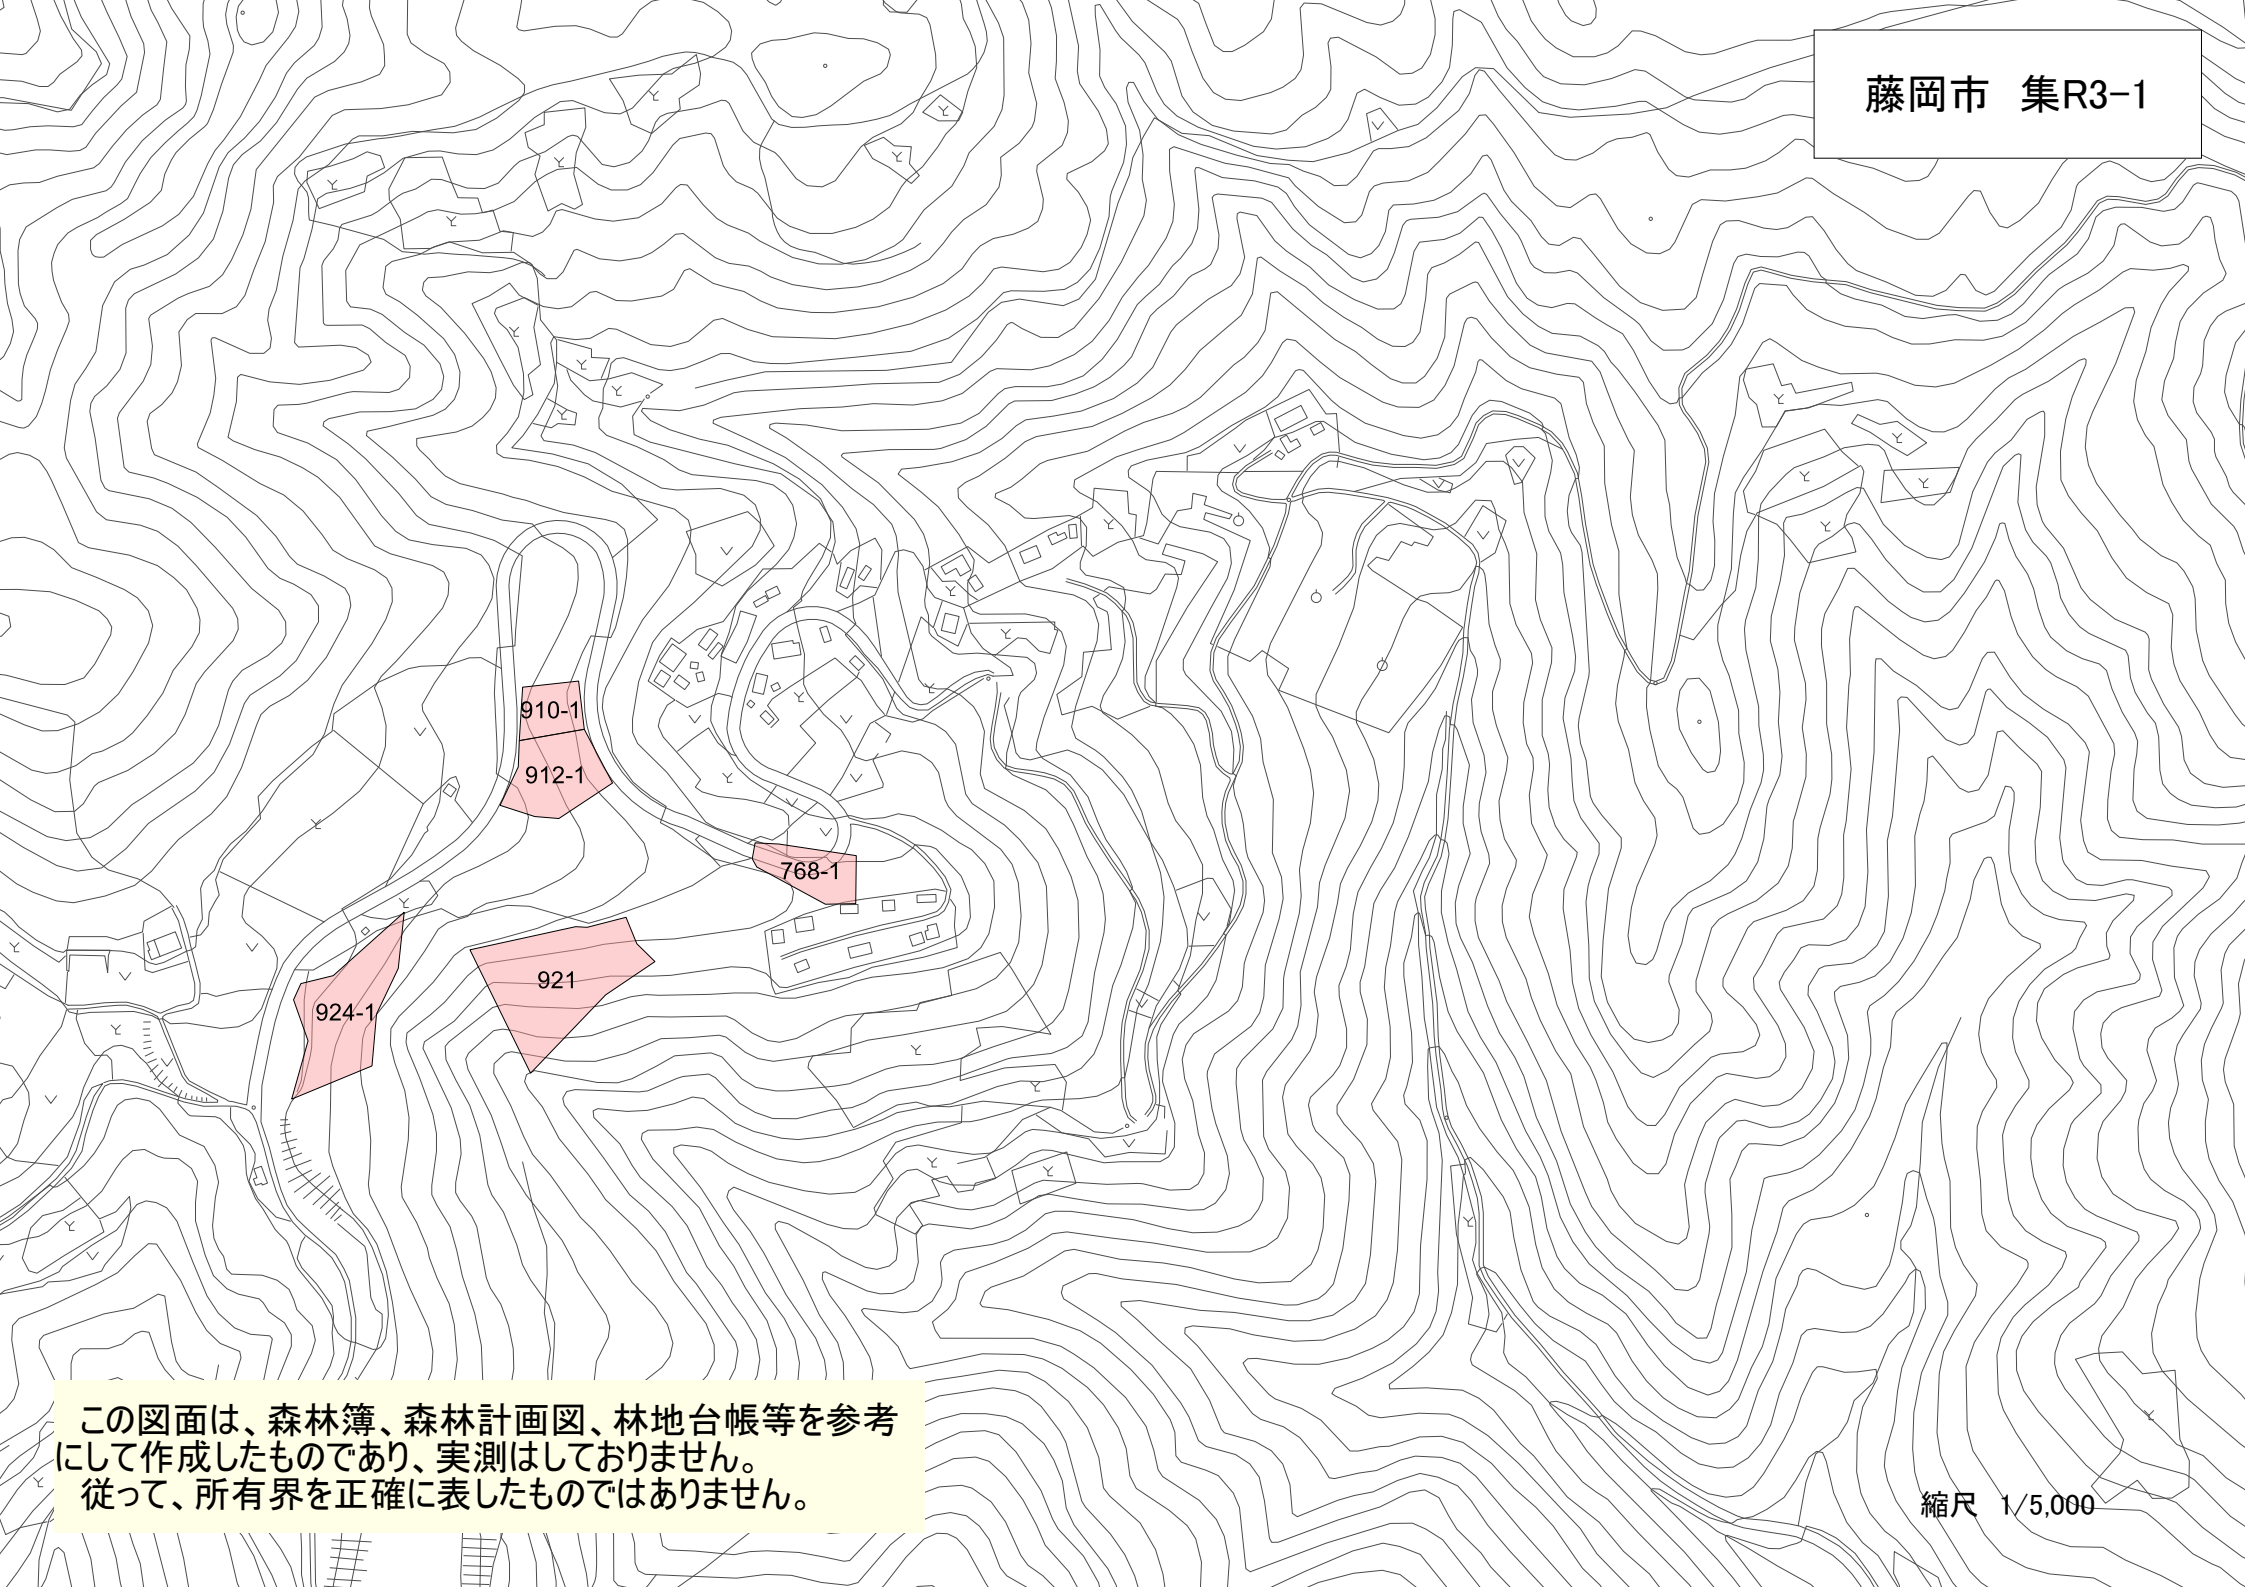 藤岡市　集R3-1
910-1
912-1
768-1
921
924-1
この図面は、森林簿、森林計画図、林地台帳等を参考
にして作成したものであり、実測はしておりません。
従って、所有界を正確に表したものではありません。
縮尺　1/5,000